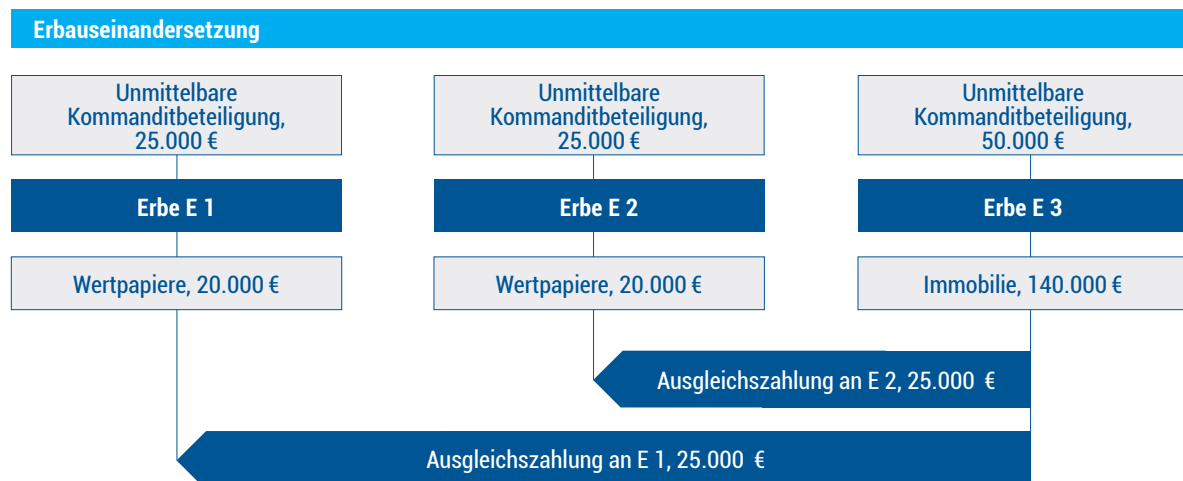 Erbauseinandersetzung
Unmittelbare
Kommanditbeteiligung,
25.000 €
Unmittelbare
Kommanditbeteiligung,
25.000 €
Unmittelbare
Kommanditbeteiligung,
50.000 €
Erbe E 1
Erbe E 2
Erbe E 3
Wertpapiere, 20.000 €
Wertpapiere, 20.000 €
Immobilie, 140.000 €
Ausgleichszahlung an E 2, 25.000 €
Ausgleichszahlung an E 1, 25.000 €